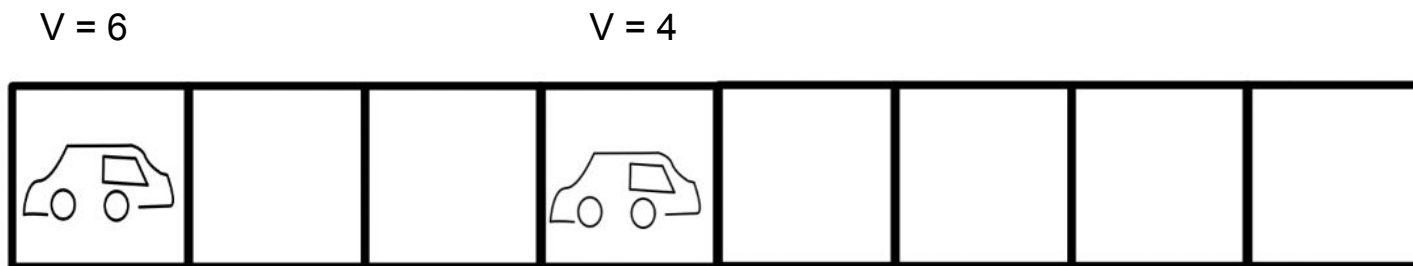 V = 6 V = 4